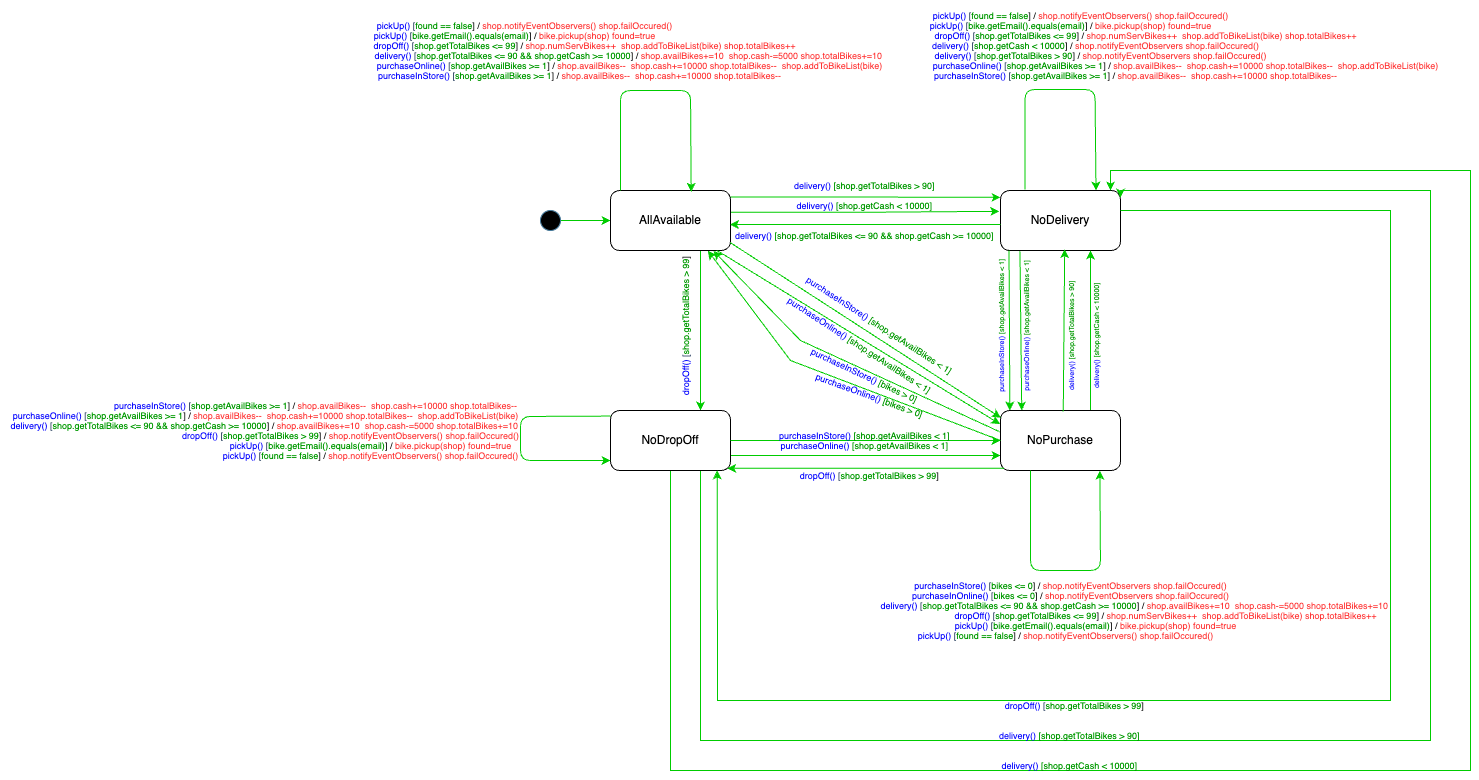 pickUp() [found == false] / shop.notifyEventObservers() shop.failOccured()
pickUp() [bike.getEmail().equals(email)] / bike.pickup(shop) found=true
dropOff() [shop.getTotalBikes <= 99] / shop.numServBikes++ shop.addToBikeList(bike) shop.totalBikes++
delivery() [shop.getTotalBikes <= 90 && shop.getCash >= 10000] / shop.availBikes+=10 shop.cash-=5000 shop.totalBikes+=10
purchaseOnline() [shop.getAvailBikes >= 1] / shop.availBikes-- shop.cash+=10000 shop.totalBikes-- shop.addToBikeList(bike)
purchaseInStore() [shop.getAvailBikes >= 1] / shop.availBikes-- shop.cash+=10000 shop.totalBikes--
pickUp() [found == false] / shop.notifyEventObservers() shop.failOccured()
pickUp() [bike.getEmail().equals(email)] / bike.pickup(shop) found=true
dropOff() [shop.getTotalBikes <= 99] / shop.numServBikes++ shop.addToBikeList(bike) shop.totalBikes++
delivery() [shop.getCash < 10000] / shop.notifyEventObservers shop.failOccured()
delivery() [shop.getTotalBikes > 90] / shop.notifyEventObservers shop.failOccured()
purchaseOnline() [shop.getAvailBikes >= 1] / shop.availBikes-- shop.cash+=10000 shop.totalBikes-- shop.addToBikeList(bike)
purchaseInStore() [shop.getAvailBikes >= 1] / shop.availBikes-- shop.cash+=10000 shop.totalBikes--
AllAvailable
delivery() [shop.getTotalBikes > 90]
delivery() [shop.getCash < 10000]
delivery() [shop.getTotalBikes <= 90 && shop.getCash >= 10000]
NoDelivery
dropOff() [shop.getTotalBikes > 99]
purchaseInStore() [shop.getAvailBikes < 1]
purchaseOnline() [shop.getAvailBikes < 1]
purchaseInStore() [bikes > 0]
purchaseOnline() [bikes > 0]
purchaseInStore() [shop.getAvailBikes < 1]
purchaseOnline() [shop.getAvailBikes < 1]
delivery() [shop.getTotalBikes > 90]
delivery() [shop.getCash < 10000]
purchaseInStore() [shop.getAvailBikes >= 1] / shop.availBikes-- shop.cash+=10000 shop.totalBikes--
purchaseOnline() [shop.getAvailBikes >= 1] / shop.availBikes-- shop.cash+=10000 shop.totalBikes-- shop.addToBikeList(bike)
delivery() [shop.getTotalBikes <= 90 && shop.getCash >= 10000] / shop.availBikes+=10 shop.cash-=5000 shop.totalBikes+=10
dropOff() [shop.getTotalBikes > 99] / shop.notifyEventObservers() shop.failOccured()
pickUp() [bike.getEmail().equals(email)] / bike.pickup(shop) found=true
pickUp() [found == false] / shop.notifyEventObservers() shop.failOccured()
NoDropOff
purchaseInStore() [shop.getAvailBikes < 1]
purchaseOnline() [shop.getAvailBikes < 1]
dropOff() [shop.getTotalBikes > 99]
NoPurchase
purchaseInStore() [bikes <= 0] / shop.notifyEventObservers shop.failOccured()
purchaseInOnline() [bikes <= 0] / shop.notifyEventObservers shop.failOccured()
delivery() [shop.getTotalBikes <= 90 && shop.getCash >= 10000] / shop.availBikes+=10 shop.cash-=5000 shop.totalBikes+=10
dropOff() [shop.getTotalBikes <= 99] / shop.numServBikes++ shop.addToBikeList(bike) shop.totalBikes++
pickUp() [bike.getEmail().equals(email)] / bike.pickup(shop) found=true
pickUp() [found == false] / shop.notifyEventObservers() shop.failOccured()
dropOff() [shop.getTotalBikes > 99]
delivery() [shop.getTotalBikes > 90]
delivery() [shop.getCash < 10000]